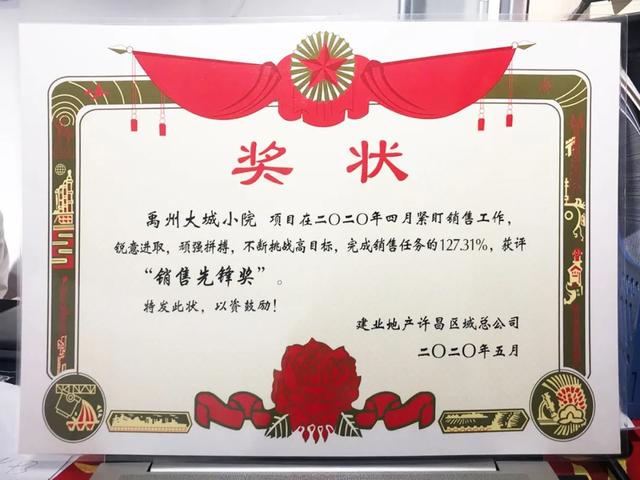 奖状
禹州大城小院 项目在二〇二〇年四月紧盯销售工作，
锐意进取，顽强拼搏，不断挑战高目标，完成销售任务的127.31%，获评
“销售先锋奖”。
特发此状，以资鼓励！
建业地产许昌区域总公司
二〇二〇年五月